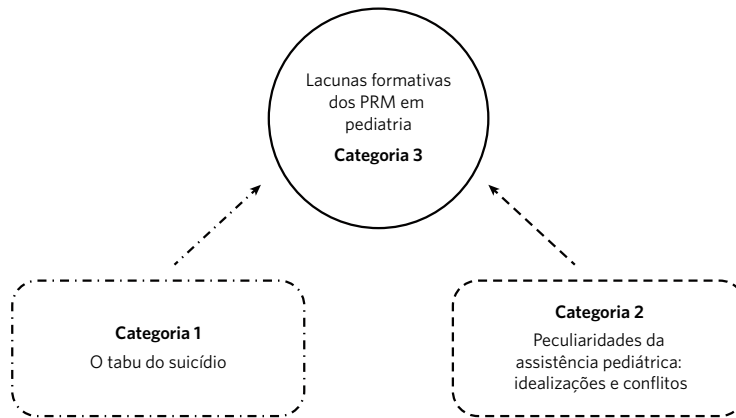 Lacunas formativas
dos PRM em
pediatria
Categoria 3
Categoria 1
O tabu do suicídio
Categoria 2
Peculiaridades da
assistência pediátrica:
idealizações e conflitos